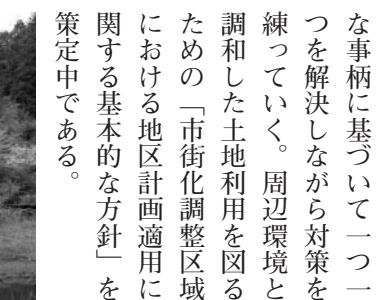 な事柄に基づいて一つ一
つを解決しながら対策を
練っていく。周辺環境と
調和した土地利用を図る
ための「市街化調整区域
における地区計画適用に
関する基本的な方針」を
策定中である。